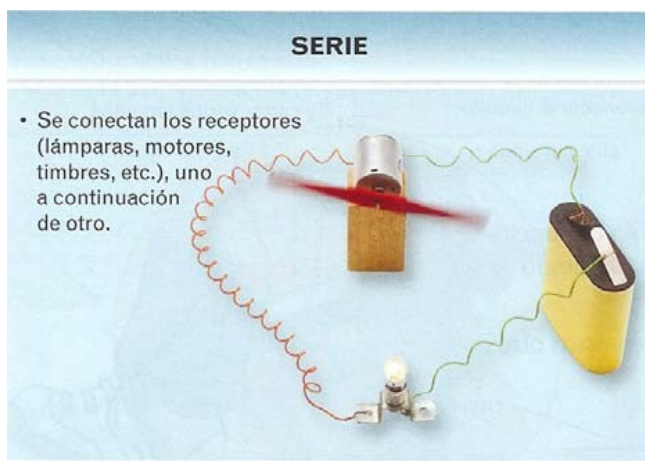 SERIE
• Se conectan los receptores
(lámparas, motores,
timbres, etc.), uno
a continuación
de otro.